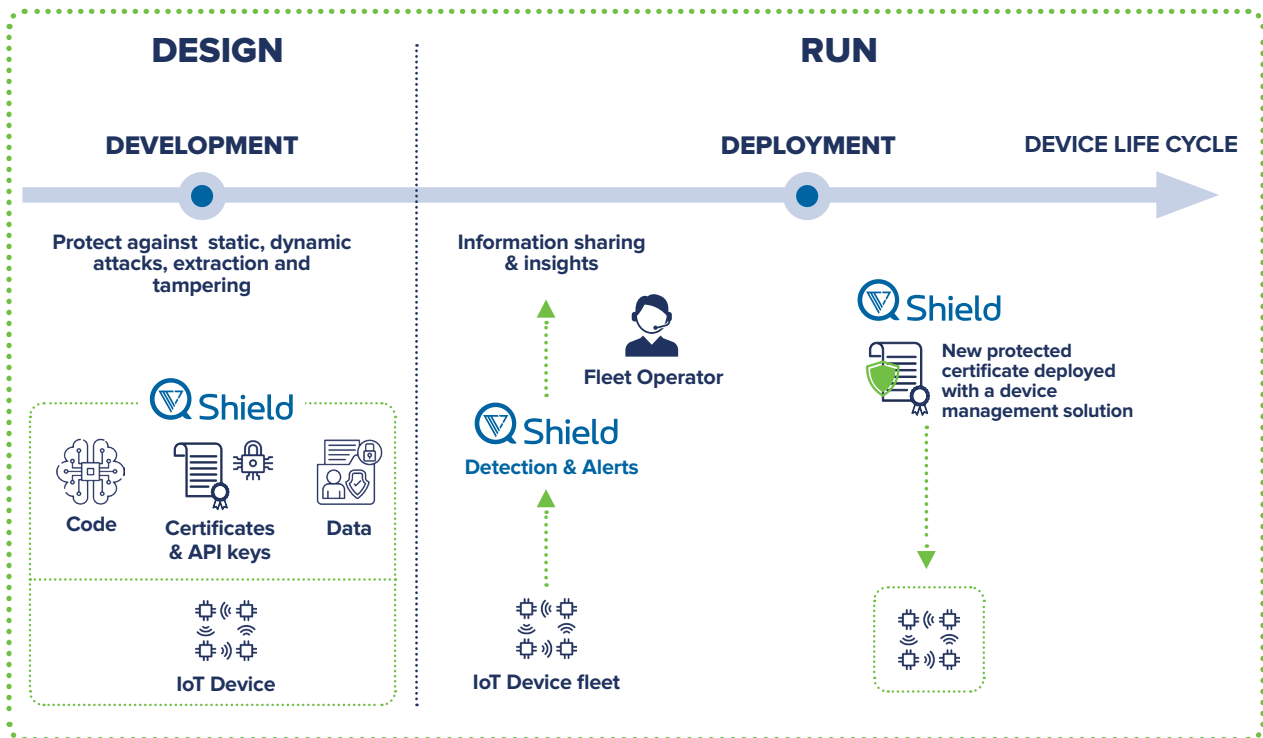 DESIGN
RUN
DEVELOPMENT
DEPLOYMENT
DEVICE LIFE CYCLE
Protect against static, dynamic
attacks, extraction and
tampering
Shield
Code
Certificates
& API keys
Data
IoT Device
Information sharing
& insights
Fleet Operator
Shield
Detection & Alerts
IoT Device fleet
Shield
New protected
certificate deployed
with a device
management solution